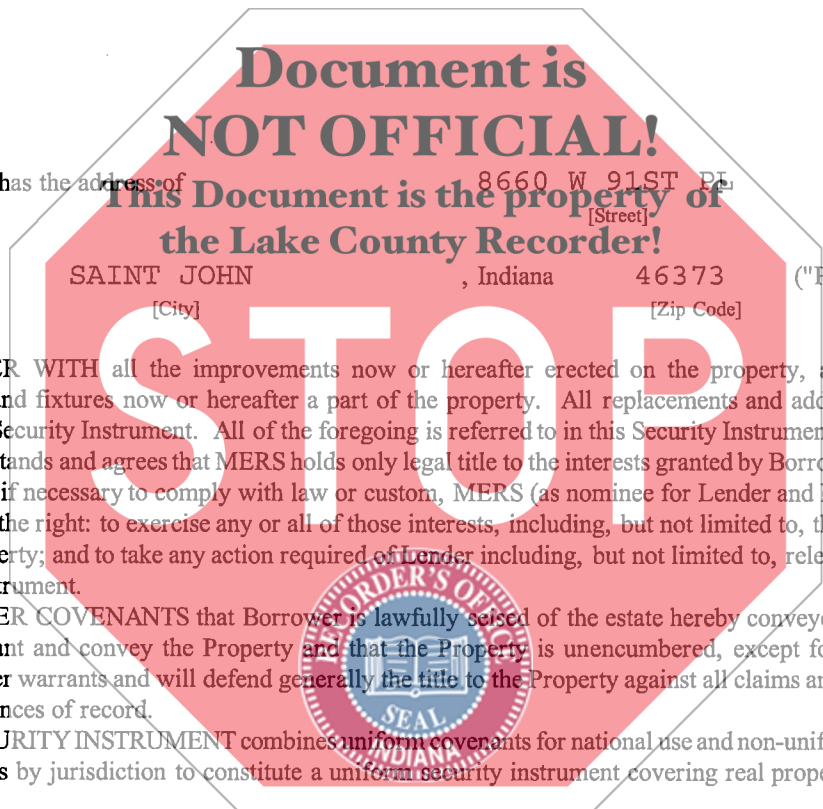 Document is
NOT OFFICIAL!
has the address of 8660 W 91ST PL
This Document is the property of
[Street]
the Lake County Recorder!
SAINT JOHN , Indiana 46373 ("P
[City] [Zip Code]
STOP
ER WITH all the improvements now or hereafter erected on the property, a
and fixtures now or hereafter a part of the property. All replacements and add
Security Instrument. All of the foregoing is referred to in this Security Instrumen
tands and agrees that MERS holds only legal title to the interests granted by Borro
if necessary to comply with law or custom, MERS (as nominee for Lender and
the right: to exercise any or all of those interests, including, but not limited to, th
erty; and to take any action required of Lender including, but not limited to, rele
trument.
ER COVENANTS that Borrower is lawfully seised of the estate hereby conveye
ant and convey the Property and that the Property is unencumbered, except fo
er warrants and will defend generally the title to the Property against all claims an
nces of record.
URITY INSTRUMENT combines uniform covenants for national use and non-unif
s by jurisdiction to constitute a uniform security instrument covering real prope
RECORDER'S OFFICE
SEAL
INDIANA